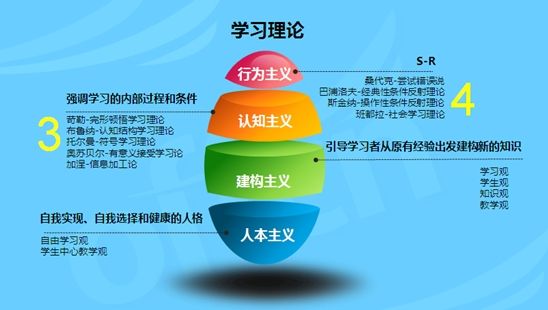 学习理论
行为主义
S-R
桑代克-尝试错误说
巴浦洛夫-经典性条件反射理论
斯金纳-操作性条件反射理论
班都拉-社会学习理论
4
强调学习的内部过程和条件
3
苛勒-完形顿悟学习理论
布鲁纳-认知结构学习理论
托尔曼-符号学习理论
奥苏贝尔-有意义接受学习论
加涅-信息加工论
认知主义
引导学习者从原有经验出发建构新的知识
建构主义
学习观
学生观
知识观
教学观
自我实现、自我选择和健康的人格
自由学习观
学生中心教学观
人本主义